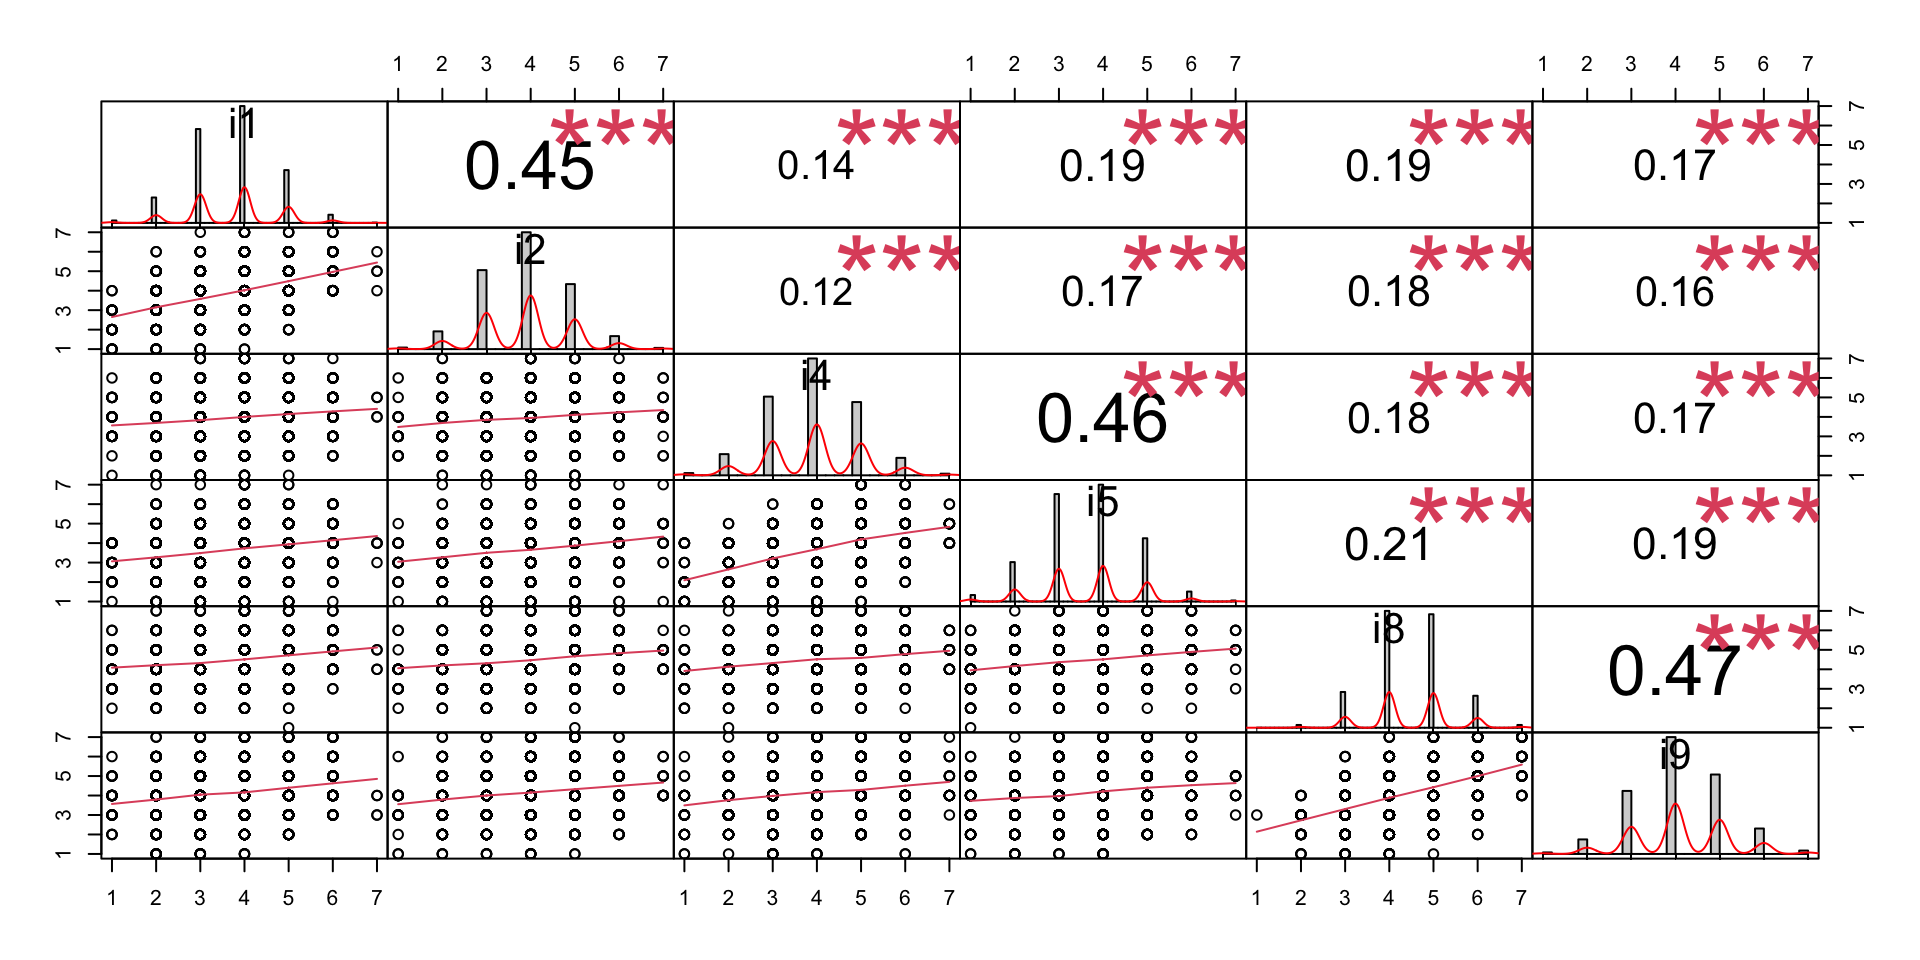 1 2 3 4 5 6 7 1 2 3 4 5 6 7 1 2 3 4 5 6 7
i1 0.45 *** 0.14 *** 0.19 *** 0.19 *** 0.17 *** 1 3 5 7
1 3 5 7 i2 0.12 *** 0.17 *** 0.18 *** 0.16 ***
i4 0.46 *** 0.18 *** 0.17 *** 1 3 5 7
1 3 5 7 i5 0.21 *** 0.19 ***
i8 0.47 *** 1 3 5 7
1 3 5 7 i9
1 2 3 4 5 6 7 1 2 3 4 5 6 7 1 2 3 4 5 6 7